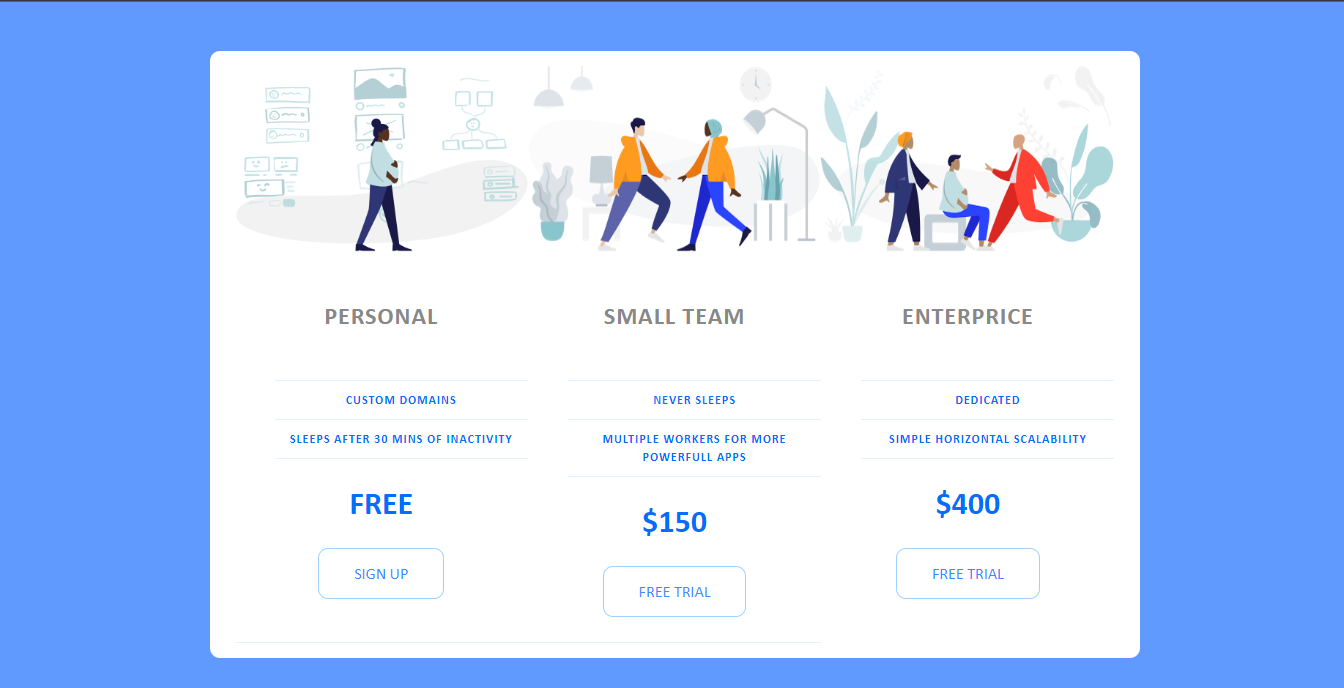 PERSONAL
CUSTOM DOMAINS
SLEEPS AFTER 30 MINS OF INACTIVITY
FREE
SIGN UP
SMALL TEAM
NEVER SLEEPS
MULTIPLE WORKERS FOR MORE
POWERFULL APPS
$150
FREE TRIAL
ENTERPRICE
DEDICATED
SIMPLE HORIZONTAL SCALABILITY
$400
FREE TRIAL